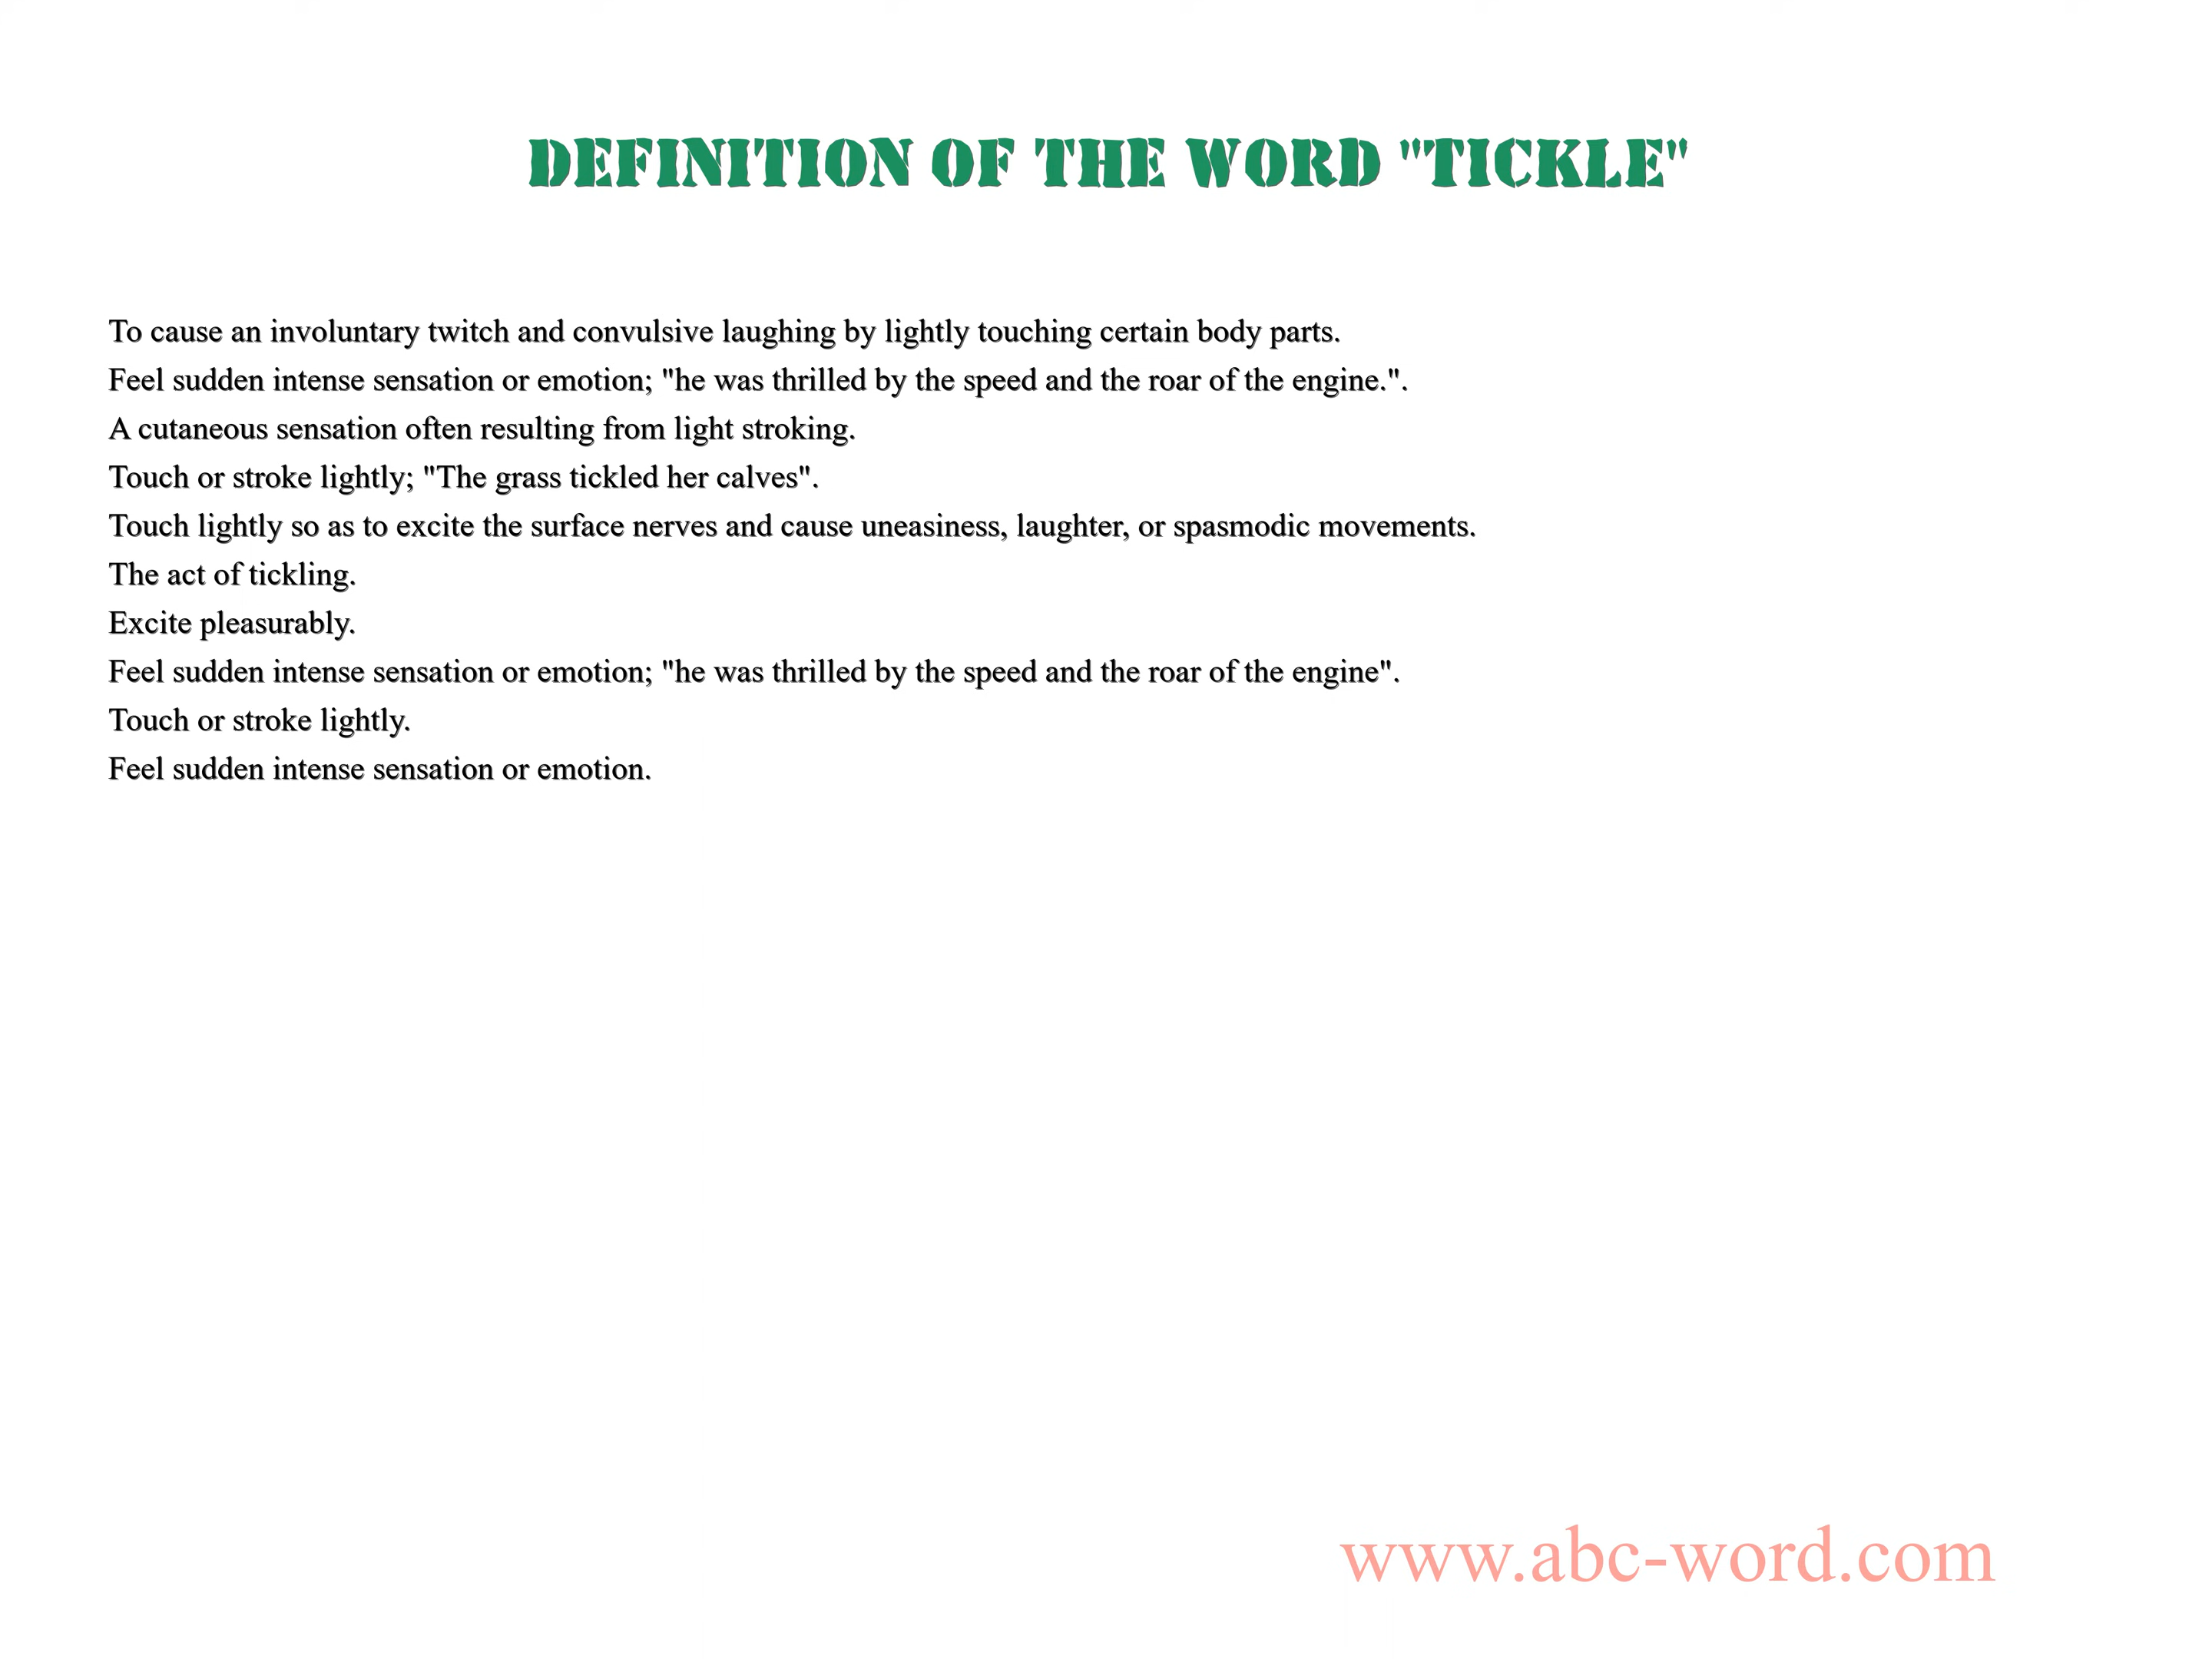 DEFINITION OF THE WORD "TICKLE"
To cause an involuntary twitch and convulsive laughing by lightly touching certain body parts.
Feel sudden intense sensation or emotion; "he was thrilled by the speed and the roar of the engine.".
A cutaneous sensation often resulting from light stroking.
Touch or stroke lightly; "The grass tickled her calves".
Touch lightly so as to excite the surface nerves and cause uneasiness, laughter, or spasmodic movements.
The act of tickling.
Excite pleasurably.
Feel sudden intense sensation or emotion; "he was thrilled by the speed and the roar of the engine".
Touch or stroke lightly.
Feel sudden intense sensation or emotion.
www.abc-word.com